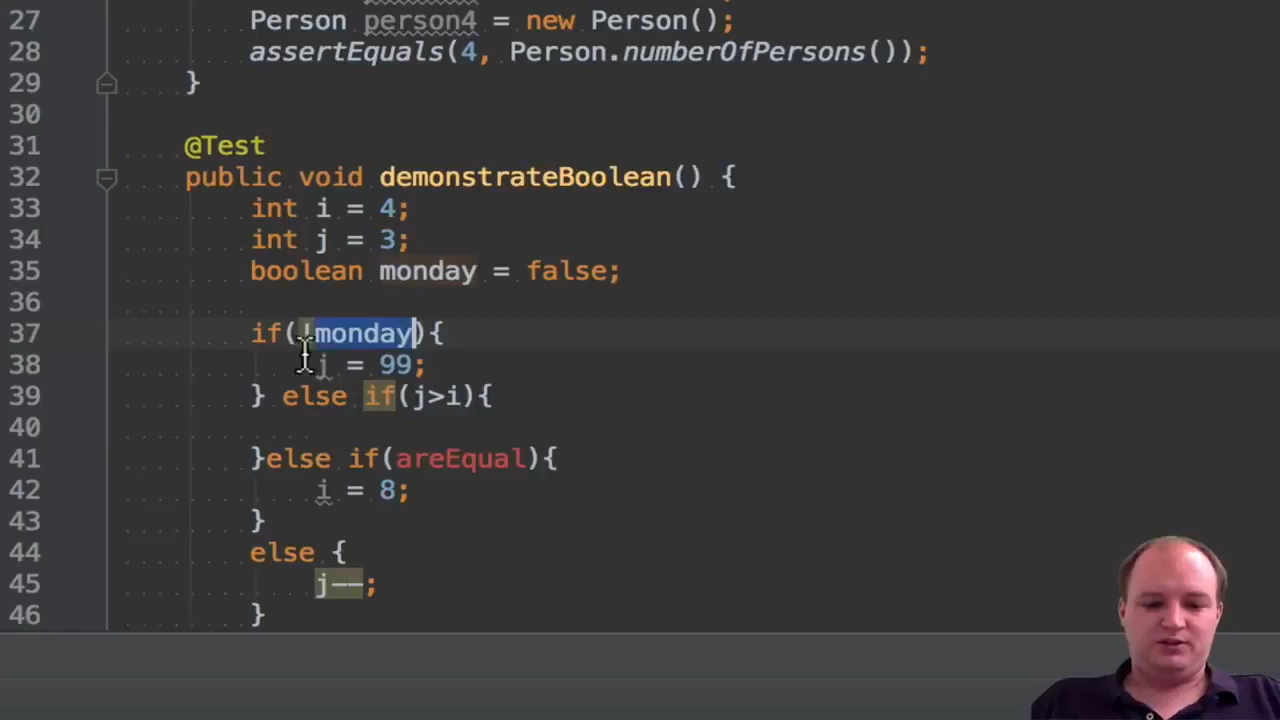 27 Person person4 = new Person();
28 assertEquals(4, Person.numberOfPersons());
29 }
30
31 @Test
32 public void demonstrateBoolean() {
33 int i = 4;
34 int j = 3;
35 boolean monday = false;
36
37 if(!monday){
38 j = 99;
39 } else if(j>i){
40
41 }else if(areEqual){
42 i = 8;
43 }
44 else {
45 j--;
46 }